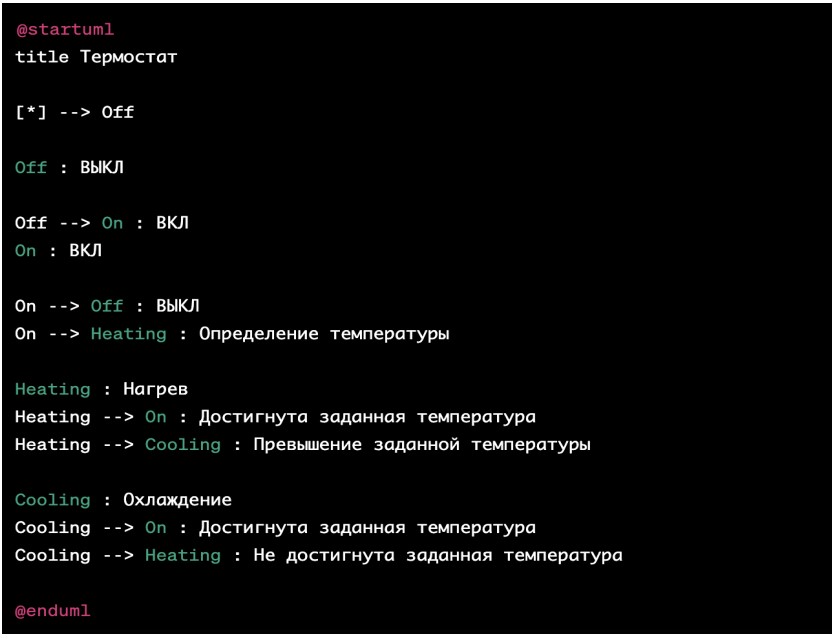 @startuml
title Термостат
[*] --> Off
Off : ВЫКЛ
Off --> On : ВКЛ
On : ВКЛ
On --> Off : ВЫКЛ
On --> Heating : Определение температуры
Heating : Нагрев
Heating --> On : Достигнута заданная температура
Heating --> Cooling : Превышение заданной температуры
Cooling : Охлаждение
Cooling --> On : Достигнута заданная температура
Cooling --> Heating : Не достигнута заданная температура
@enduml